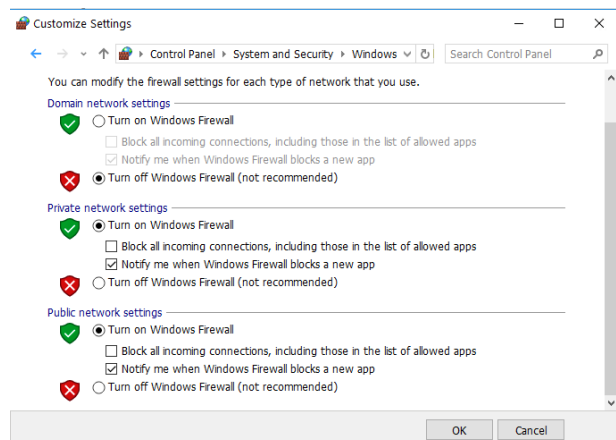 Customize Settings
Control Panel System and Security Windows Search Control Panel
You can modify the firewall settings for each type of network that you use.
Domain network settings
Turn on Windows Firewall
Block all incoming connections, including those in the list of allowed apps
Notify me when Windows Firewall blocks a new app
Turn off Windows Firewall (not recommended)
Private network settings
Turn on Windows Firewall
Block all incoming connections, including those in the list of allowed apps
Notify me when Windows Firewall blocks a new app
Turn off Windows Firewall (not recommended)
Public network settings
Turn on Windows Firewall
Block all incoming connections, including those in the list of allowed apps
Notify me when Windows Firewall blocks a new app
Turn off Windows Firewall (not recommended)
OK Cancel